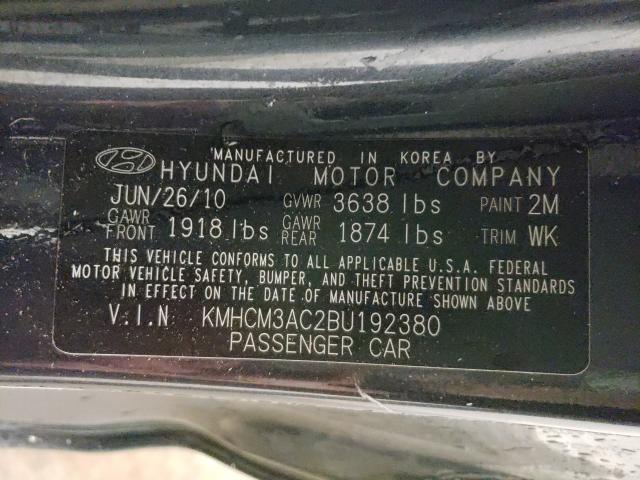 MANUFACTURED IN KOREA BY
HYUNDAI MOTOR COMPANY
JUN/26/10 GVWR 3638 lbs PAINT 2M
GAWR FRONT 1918 lbs GAWR REAR 1874 lbs TRIM WK
THIS VEHICLE CONFORMS TO ALL APPLICABLE U.S.A. FEDERAL
MOTOR VEHICLE SAFETY, BUMPER, AND THEFT PREVENTION STANDARDS
IN EFFECT ON THE DATE OF MANUFACTURE SHOWN ABOVE
V.I.N KMHCM3AC2BU192380
PASSENGER CAR